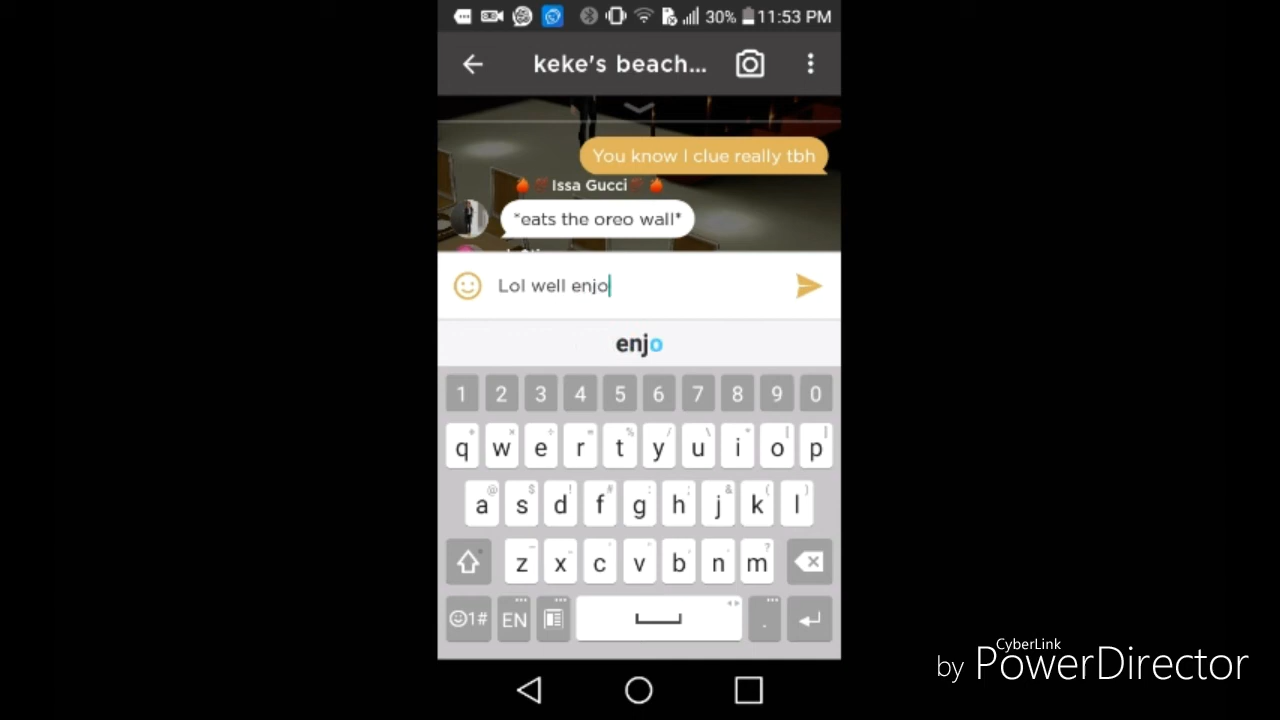 30% 11:53 PM
keke's beach...
You know I clue really tbh
Issa Gucci
*eats the oreo wall*
Lol well enjo
enjo
1 2 3 4 5 6 7 8 9 0
q w e r t y u i o p
a s d f g h j k l
z x c v b n m
1# EN .
CyberLink
by PowerDirector